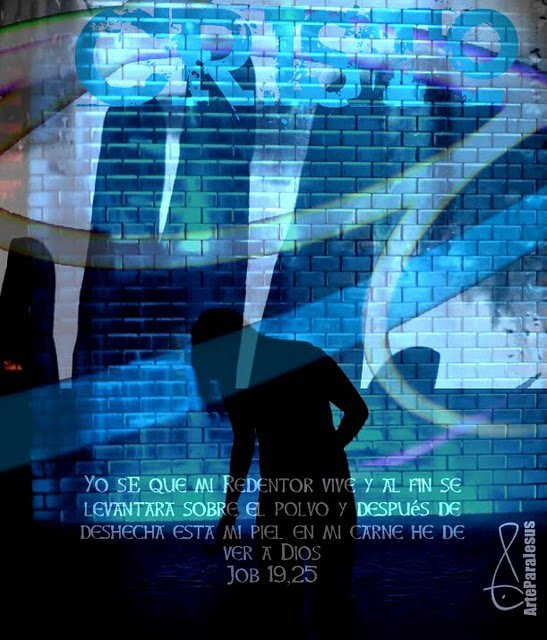 CRISTO
Yo sE que mi Redentor vive y al fin se
levantara sobre el polvo y después de
deshecha esta mi piel en mi carne he de
ver a Dios
Job 19,25
ArteParaJesus